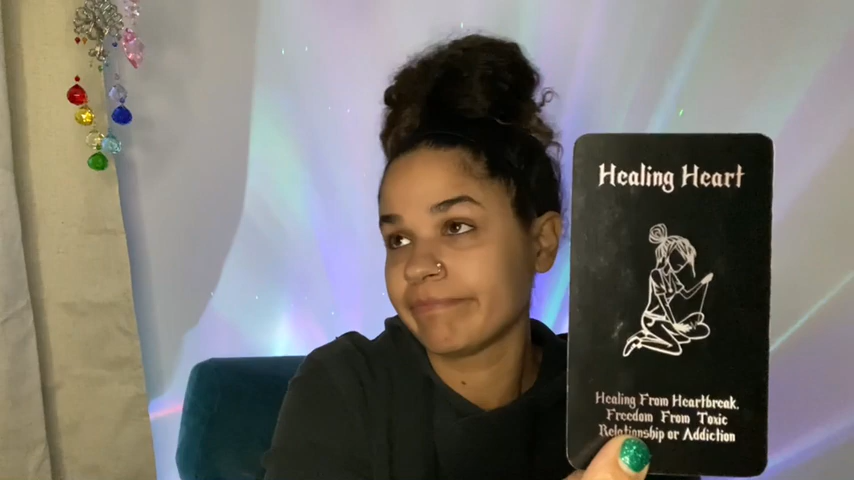 Healing Heart
Healing From Heartbreak.
Freedom From Toxic
Relationship or Addiction